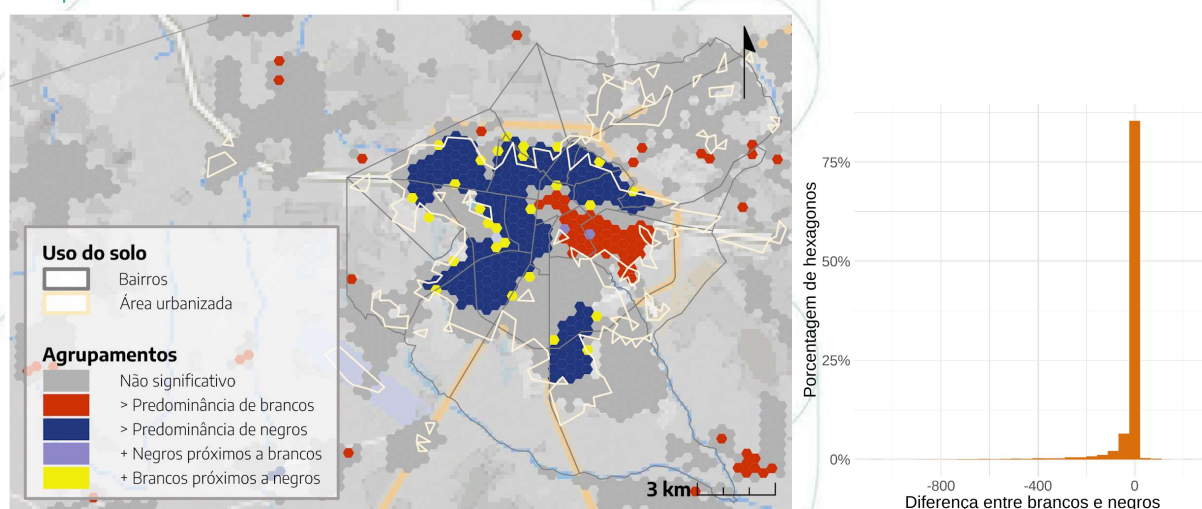 Uso do solo
Bairros
Área urbanizada
Agrupamentos
Não significativo
> Predominância de brancos
> Predominância de negros
+ Negros próximos a brancos
+ Brancos próximos a negros
3 km
Porcentagem de hexagonos
75%
50%
25%
0%
-800
-400
0
Diferença entre brancos e negros